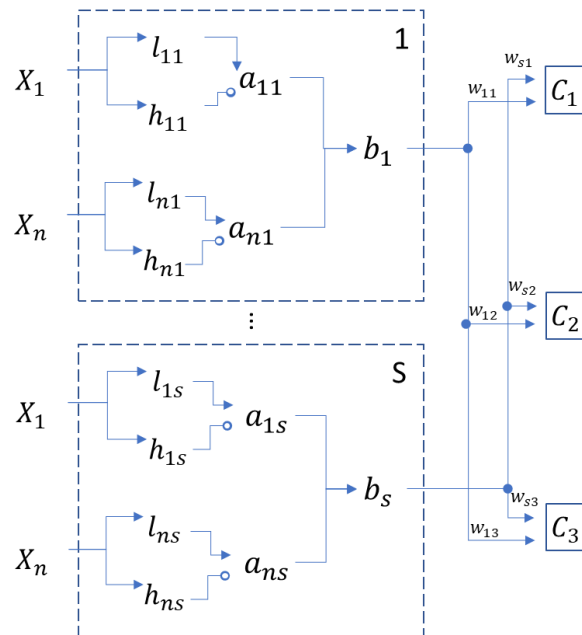 1
l₁₁
X₁
a₁₁
h₁₁
w₁₁
wₛ₁
C₁
b₁
lₙ₁
Xₙ
aₙ₁
hₙ₁
w₁₂
wₛ₂
C₂
⋮
S
l₁ₛ
X₁
a₁ₛ
h₁ₛ
bₛ
lₙₛ
Xₙ
aₙₛ
hₙₛ
wₛ₃
w₁₃
C₃